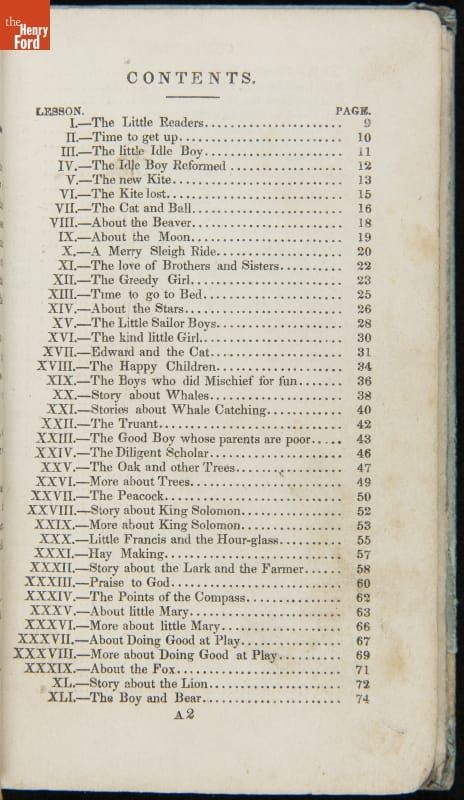 the
Henry
Ford
CONTENTS.
LESSON. PAGE.
I.—The Little Readers........................ 9
II.—Time to get up............................ 10
III.—The little Idle Boy........................ 11
IV.—The Idle Boy Reformed ..................... 12
V.—The new Kite............................. 13
VI.—The Kite lost.............................. 15
VII.—The Cat and Ball.......................... 16
VIII.—About the Beaver.......................... 18
IX.—About the Moon........................... 19
X.—A Merry Sleigh Ride....................... 20
XI.—The love of Brothers and Sisters............ 22
XII.—The Greedy Girl.......................... 23
XIII.—Time to go to Bed......................... 25
XIV.—About the Stars........................... 26
XV.—The Little Sailor Boys..................... 28
XVI.—The kind little Girl........................ 30
XVII.—Edward and the Cat....................... 31
XVIII.—The Happy Children....................... 34
XIX.—The Boys who did Mischief for fun.......... 36
XX.—Story about Whales........................ 38
XXI.—Stories about Whale Catching............... 40
XXII.—The Truant............................... 42
XXIII.—The Good Boy whose parents are poor..... 43
XXIV.—The Diligent Scholar...................... 46
XXV.—The Oak and other Trees................... 47
XXVI.—More about Trees......................... 49
XXVII.—The Peacock.............................. 50
XXVIII.—Story about King Solomon.................. 52
XXIX.—More about King Solomon.................. 53
XXX.—Little Francis and the Hour-glass............ 55
XXXI.—Hay Making.............................. 57
XXXII.—Story about the Lark and the Farmer........ 58
XXXIII.—Praise to God............................. 60
XXXIV.—The Points of the Compass................. 62
XXXV.—About little Mary......................... 63
XXXVI.—More about little Mary..................... 66
XXXVII.—About Doing Good at Play................. 67
XXXVIII.—More about Doing Good at Play............ 69
XXXIX.—About the Fox............................ 71
XL.—Story about the Lion....................... 72
XLI.—The Boy and Bear......................... 74
A2